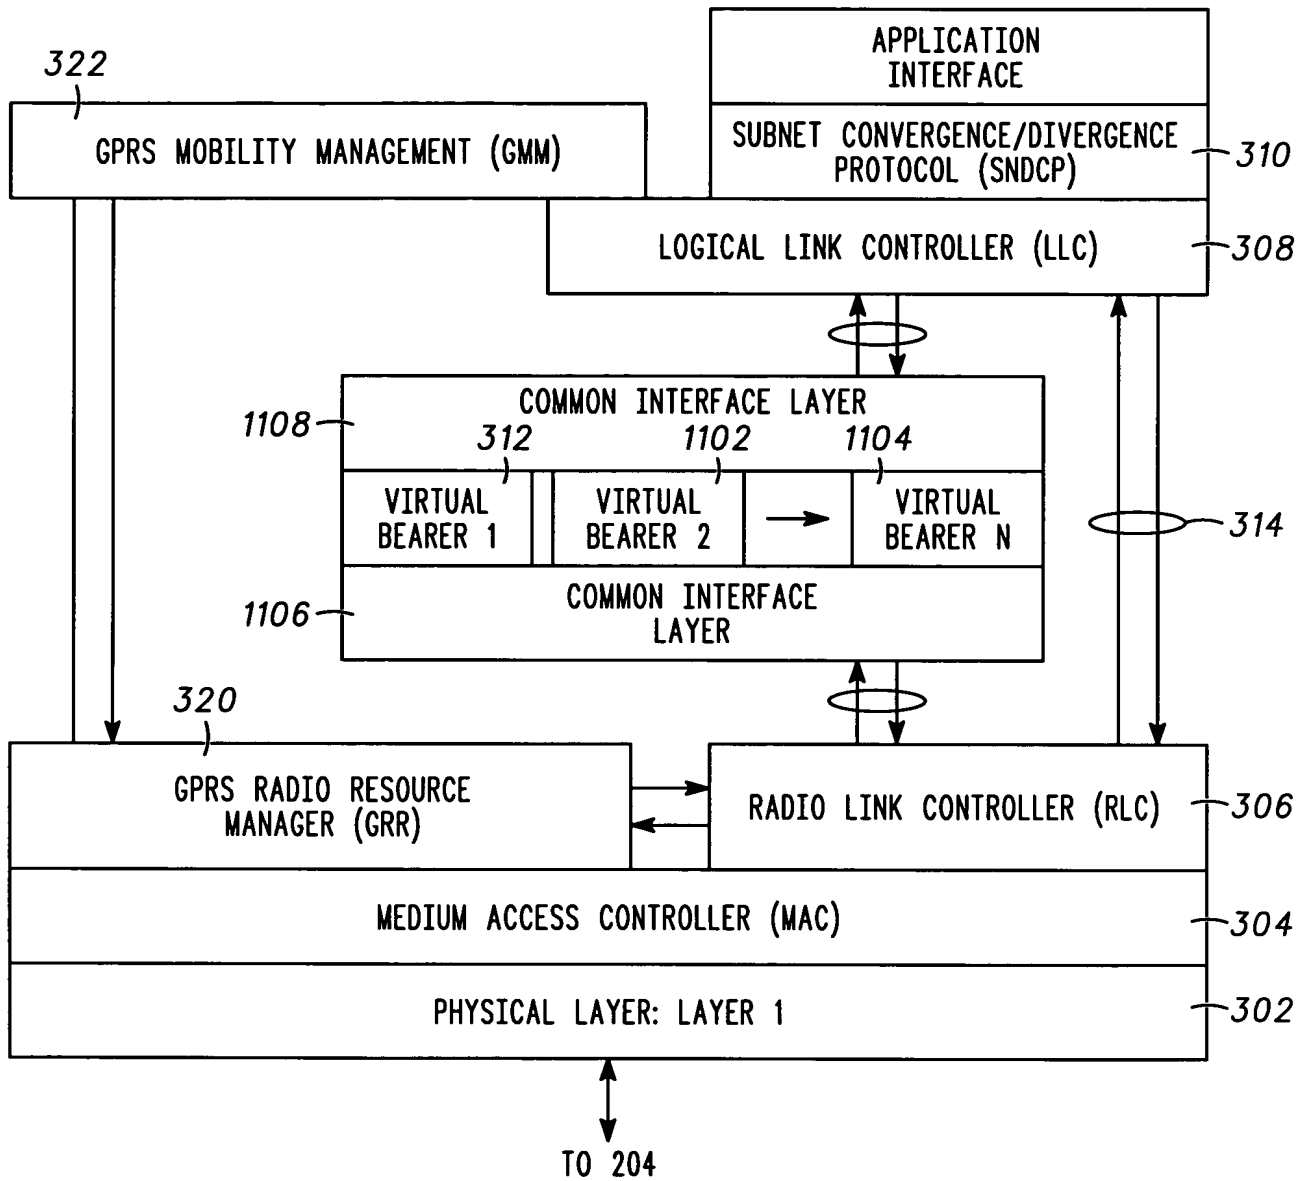 APPLICATION
INTERFACE
322
GPRS MOBILITY MANAGEMENT (GMM)
SUBNET CONVERGENCE/DIVERGENCE
PROTOCOL (SNDCP)
310
LOGICAL LINK CONTROLLER (LLC)
308
COMMON INTERFACE LAYER
1108
312
1102
1104
VIRTUAL
BEARER 1
VIRTUAL
BEARER 2
VIRTUAL
BEARER N
314
1106
COMMON INTERFACE
LAYER
320
GPRS RADIO RESOURCE
MANAGER (GRR)
RADIO LINK CONTROLLER (RLC)
306
MEDIUM ACCESS CONTROLLER (MAC)
304
PHYSICAL LAYER: LAYER 1
302
TO 204